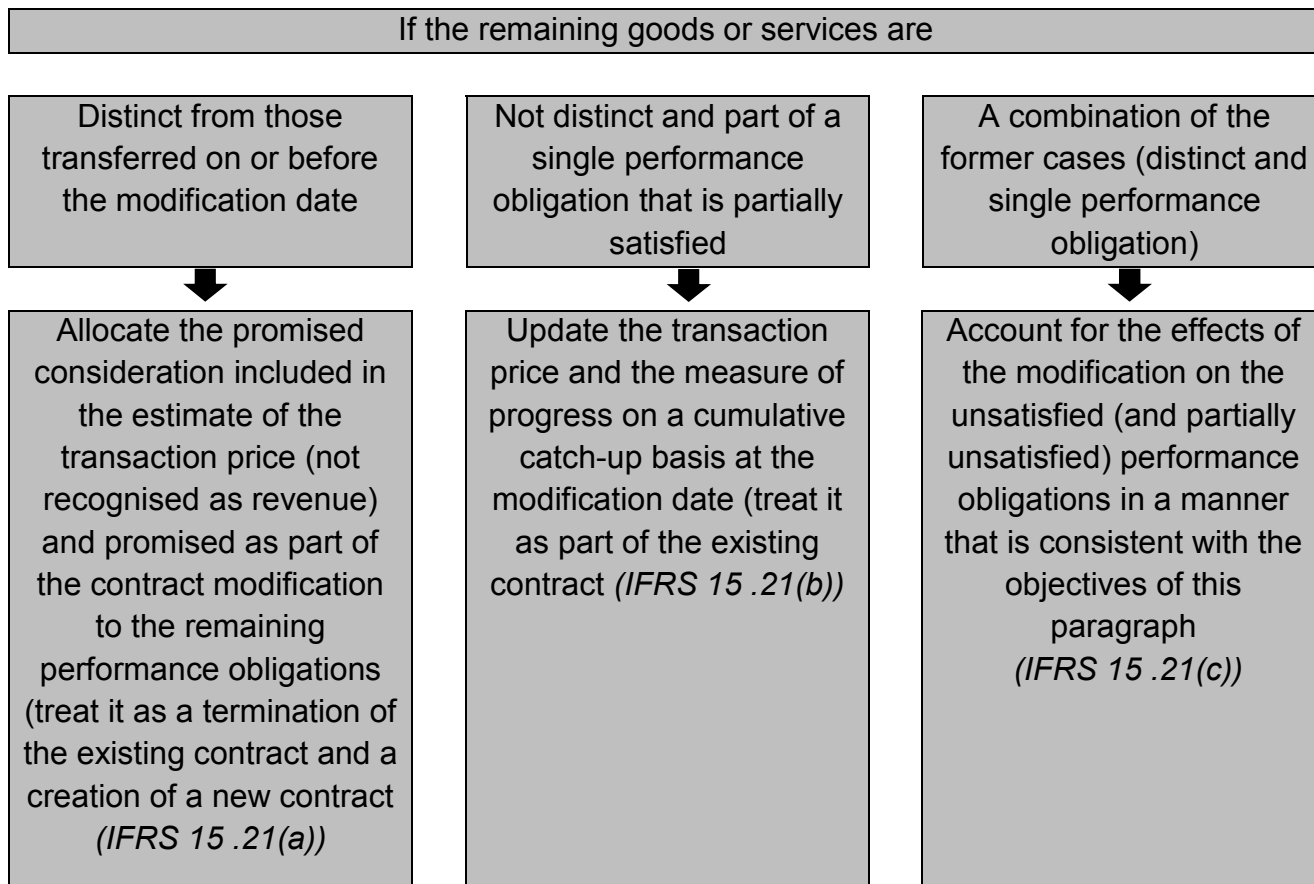 If the remaining goods or services are
Distinct from those
transferred on or before
the modification date
Not distinct and part of a
single performance
obligation that is partially
satisfied
A combination of the
former cases (distinct and
single performance
obligation)
Allocate the promised
consideration included in
the estimate of the
transaction price (not
recognised as revenue)
and promised as part of
the contract modification
to the remaining
performance obligations
(treat it as a termination of
the existing contract and a
creation of a new contract
(IFRS 15 .21(a))
Update the transaction
price and the measure of
progress on a cumulative
catch-up basis at the
modification date (treat it
as part of the existing
contract (IFRS 15 .21(b))
Account for the effects of
the modification on the
unsatisfied (and partially
unsatisfied) performance
obligations in a manner
that is consistent with the
objectives of this
paragraph
(IFRS 15 .21(c))